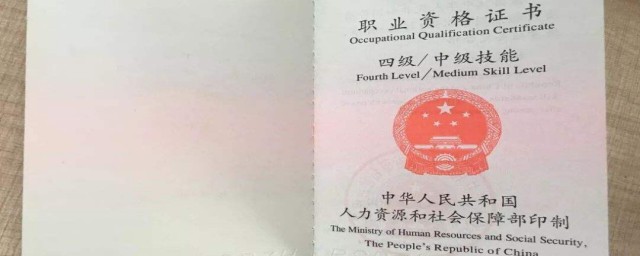 职业资格证书
Occupational Qualification Certificate
四级/中级技能
Fourth Level/Medium Skill Level
中华人民共和国
人力资源和社会保障部印制
The Ministry of Human Resources and Social Security,
The People's Republic of China